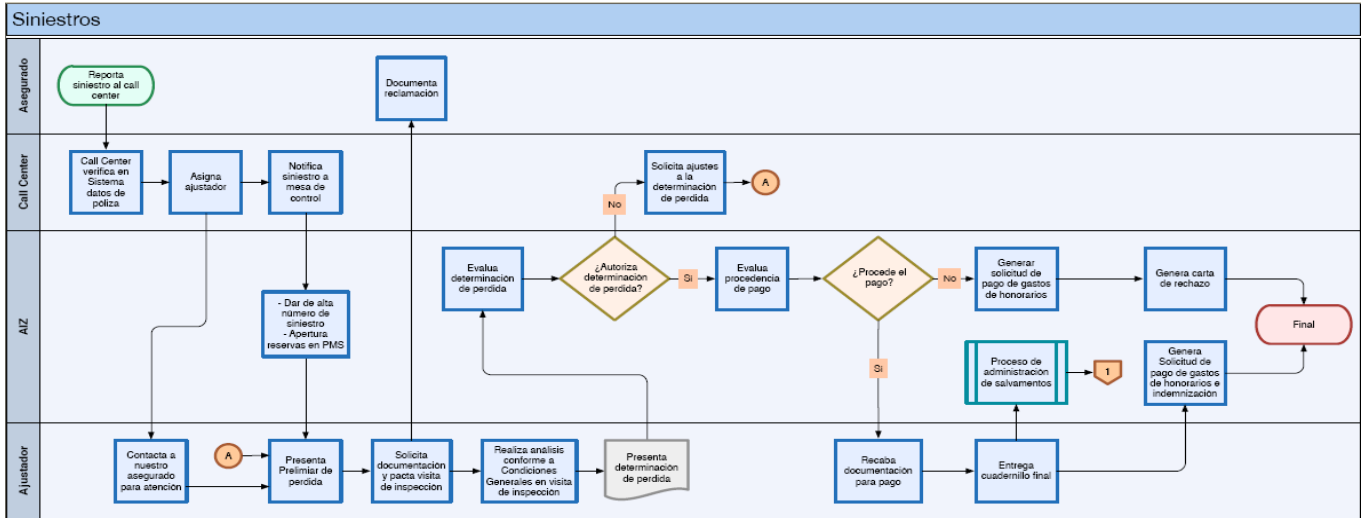 Siniestros
Asegurado
Reporta
siniestro al call
center
Documenta
reclamación
Call Center
Call Center
verifica en
Sistema
datos de
póliza
Asigna
ajustador
Notifica
siniestro a
mesa de
control
Solicita ajustes
a la
determinación
de perdida
A
No
AIZ
Evalua
determinación
de perdida
¿Autoriza
determinación
de perdida?
Si
Evalua
procedencia
de pago
¿Procede el
pago?
No
Generar
solicitud de
pago de gastos
de honorarios
Genera carta
de rechazo
Final
- Dar de alta
número de
siniestro
- Apertura
reservas en PMS
Si
Proceso de
administración
de salvamentos
1
Genera
Solicitud de
pago de gastos
de honorarios e
indemnización
Ajustador
Contacta a
nuestro
asegurado
para atención
A
Presenta
Prelimiar de
perdida
Solicita
documentación
y pacta visita de
inspección
Realiza análisis
conforme a
Condiciones
Generales en visita
de inspección
Presenta
determinación
de perdida
Recaba
documentación
para pago
Entrega
cuadernillo final